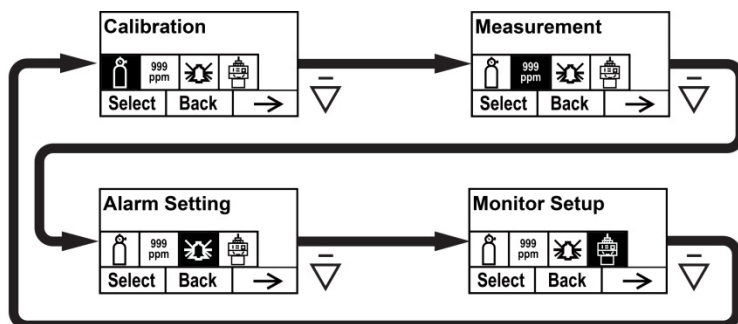 Calibration
999
ppm
Select Back →
Measurement
999
ppm
Select Back →
Alarm Setting
999
ppm
Select Back →
Monitor Setup
999
ppm
Select Back →